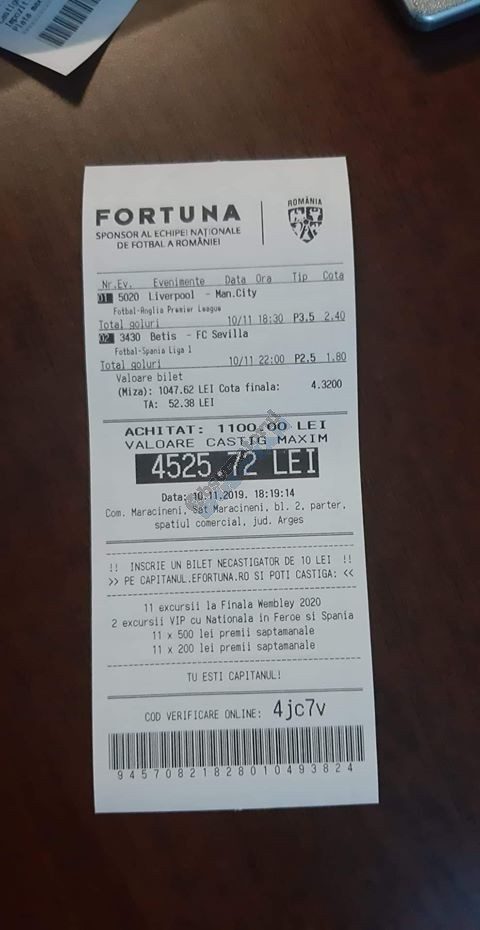 FORTUNA
SPONSOR AL ECHIPEI NAȚIONALE
DE FOTBAL A ROMÂNIEI
ROMÂNIA
Nr.Ev. Evenimente Data Ora Tip Cota
01 5020 Liverpool - Man.City
Fotbal-Anglia Premier League
Total goluri 10/11 18:30 P3.5 2.40
02 3430 Betis - FC Sevilla
Fotbal-Spania Liga 1
Total goluri 10/11 22:00 P2.5 1.80
Valoare bilet
(Miza): 1047.62 LEI Cota finala: 4.3200
TA: 52.38 LEI
ACHITAT: 1100.00 LEI
VALOARE CASTIG MAXIM
4525.72 LEI
Data: 10.11.2019. 18:19:14
Com. Maracineni, Sat Maracineni, bl. 2, parter,
spatiul comercial, jud. Arges
!! INSCRIE UN BILET NECASTIGATOR DE 10 LEI !!
>> PE CAPITANUL.EFORTUNA.RO SI POTI CASTIGA: <<
11 excursii la Finala Wembley 2020
2 excursii VIP cu Nationala in Feroe si Spania
11 x 500 lei premii saptamanale
11 x 200 lei premii saptamanale
TU ESTI CAPITANUL!
COD VERIFICARE ONLINE: 4jc7v
94570821828010493824